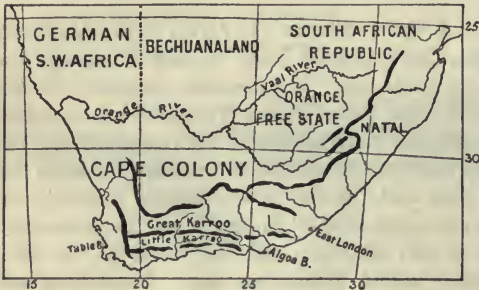 GERMAN
S.W. AFRICA
BECHUANALAND
SOUTH AFRICAN
REPUBLIC
25
Vaal River
ORANGE
FREE STATE
Orange River
NATAL
30
CAPE COLONY
Great Karroo
Little Karroo
Table B.
East London
Algoa B.
15
20
25
30